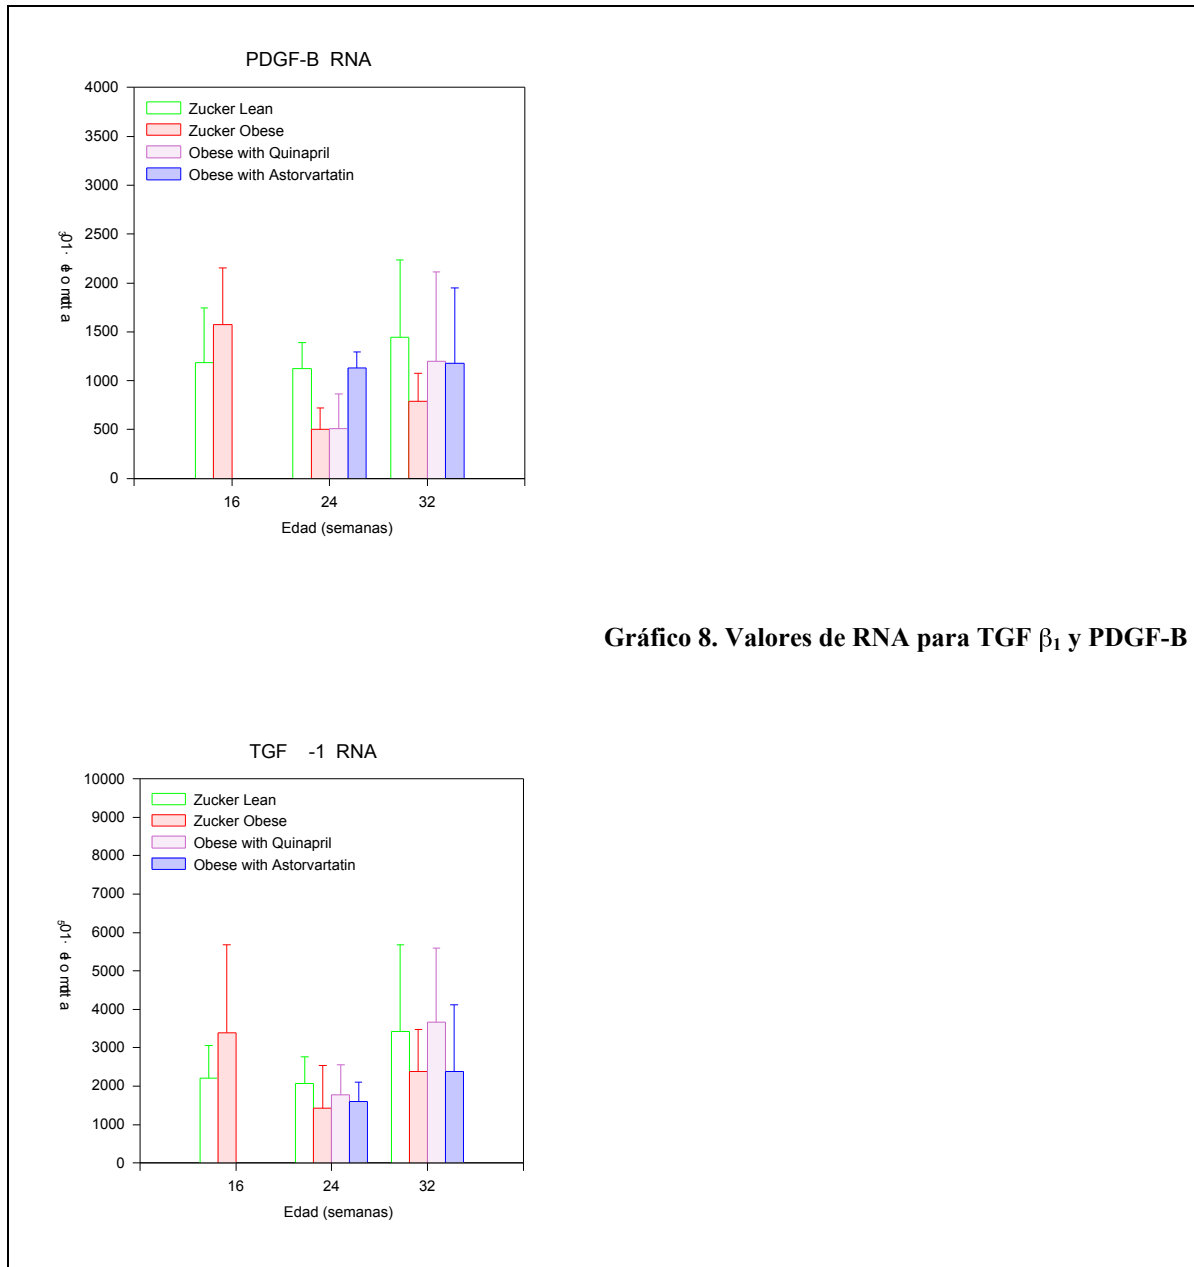 PDGF-B RNA
4000
3500
3000
2500
2000
1500
1000
500
0
Zucker Lean
Zucker Obese
Obese with Quinapril
Obese with Astorvartatin
16 24 32
Edad (semanas)
Gráfico 8. Valores de RNA para TGF β₁ y PDGF-B
TGF -1 RNA
10000
9000
8000
7000
6000
5000
4000
3000
2000
1000
0
Zucker Lean
Zucker Obese
Obese with Quinapril
Obese with Astorvartatin
16 24 32
Edad (semanas)